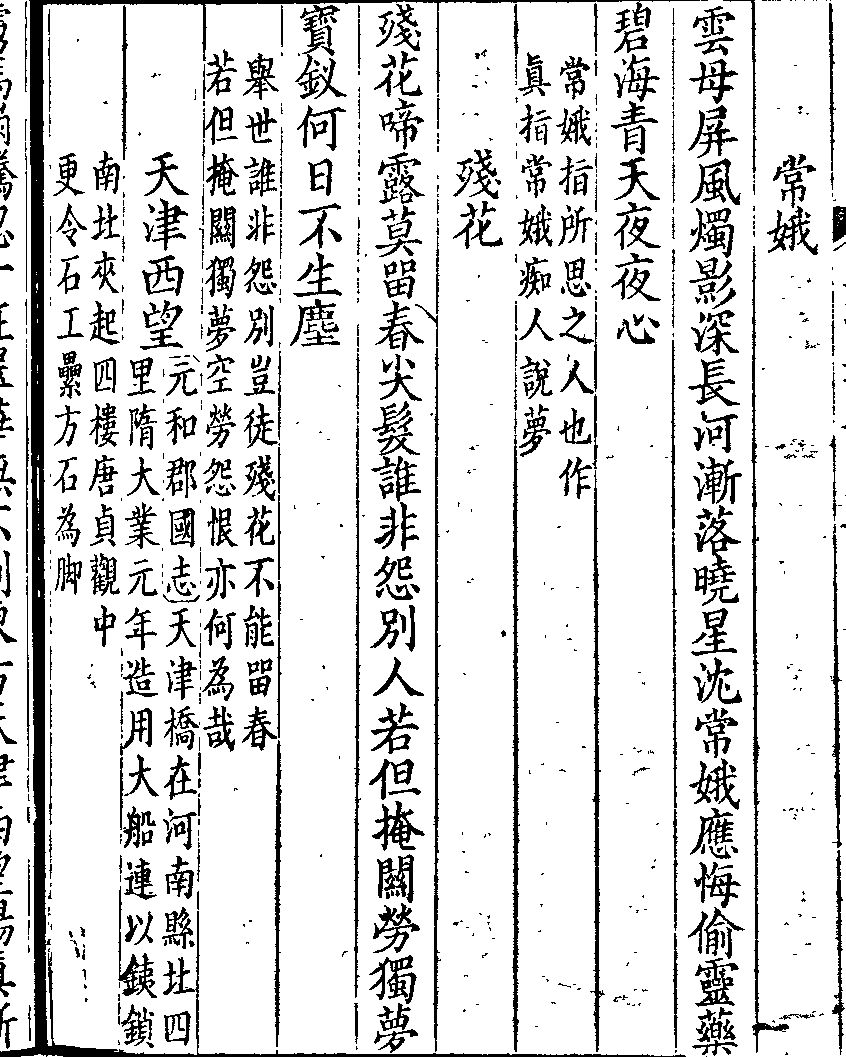 常娥
雲母屏風燭影深長河漸落曉星沈常娥應悔偷靈藥
碧海青天夜夜心
常娥指所思之人也作
真指常娥痴人說夢
殘花
殘花啼露莫留春尖髮誰非怨別人若但掩關勞獨夢
寶釵何日不生塵
舉世誰非怨別豈徒殘花不能留春
若但掩關獨夢空勞怨恨亦何為哉
天津西望
元和郡國志天津橋在河南縣北四
里隋大業元年造用大船連以鐵鎖
南北夾起四樓唐貞觀中
更令石工壘方石為脚